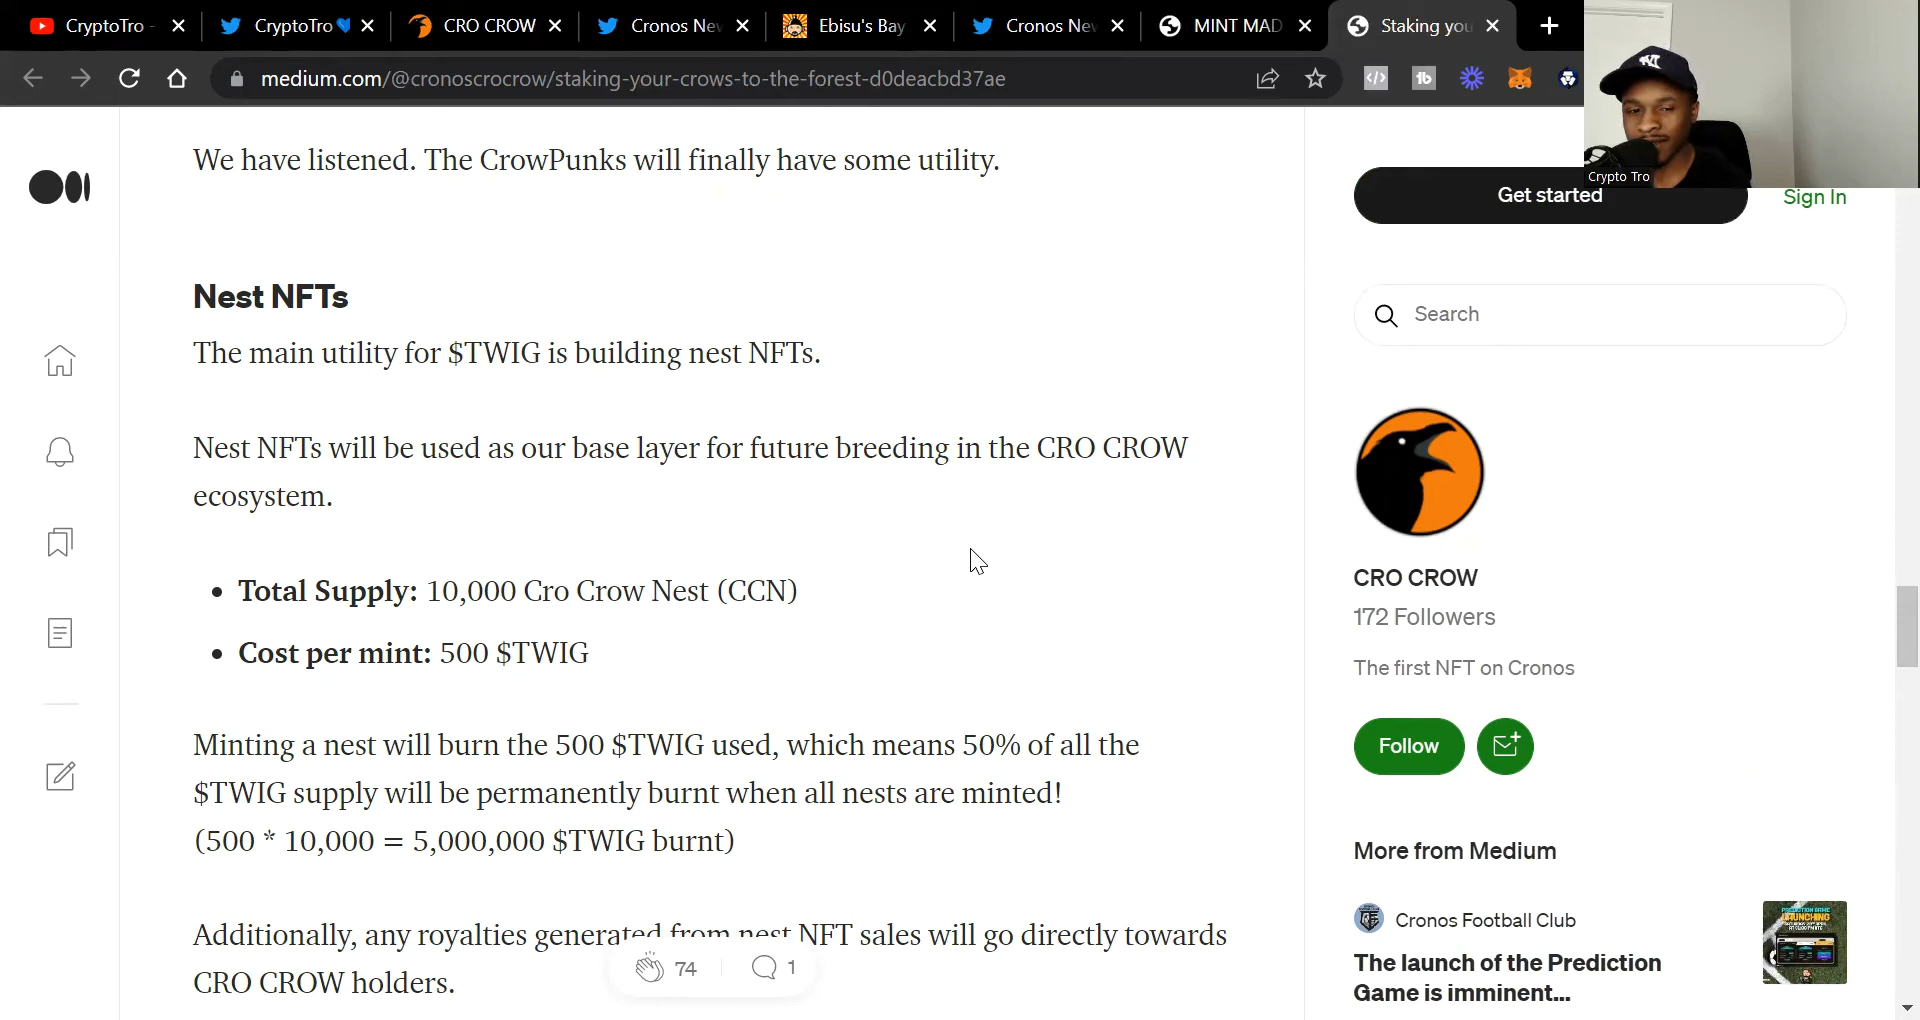 CryptoTro -
CryptoTro💙
CRO CROW
Cronos Nev
Ebisu's Bay
Cronos Nev
MINT MAD
Staking you
medium.com/@cronoscrocrow/staking-your-crows-to-the-forest-d0deacbd37ae
Crypto Tro
We have listened. The CrowPunks will finally have some utility.
Nest NFTs
The main utility for $TWIG is building nest NFTs.
Nest NFTs will be used as our base layer for future breeding in the CRO CROW
ecosystem.
• Total Supply: 10,000 Cro Crow Nest (CCN)
• Cost per mint: 500 $TWIG
Minting a nest will burn the 500 $TWIG used, which means 50% of all the
$TWIG supply will be permanently burnt when all nests are minted!
(500 * 10,000 = 5,000,000 $TWIG burnt)
Additionally, any royalties generated from nest NFT sales will go directly towards
CRO CROW holders.
74
1
Get started
Sign In
Search
CRO CROW
172 Followers
The first NFT on Cronos
Follow
More from Medium
Cronos Football Club
The launch of the Prediction
Game is imminent...